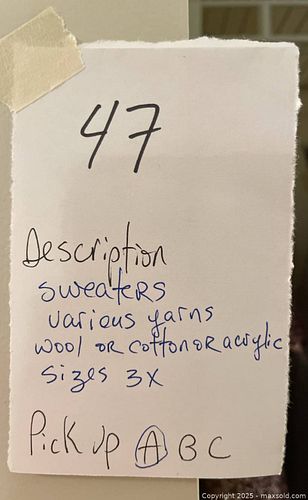 47
Description
sweaters
various yarns
wool or cotton or acrylic
sizes 3x
Pick up A B C
Copyright 2025 - maxsold.com